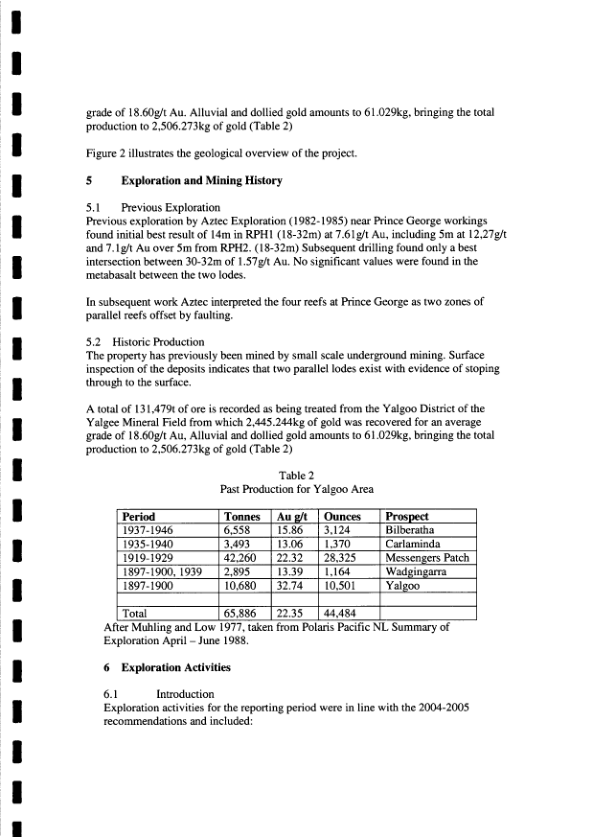 grade of 18.60g/t Au. Alluvial and dollied gold amounts to 61.029kg, bringing the total
production to 2,506.273kg of gold (Table 2)
Figure 2 illustrates the geological overview of the project.
5 Exploration and Mining History
5.1 Previous Exploration
Previous exploration by Aztec Exploration (1982-1985) near Prince George workings
found initial best result of 14m in RPH1 (18-32m) at 7.61g/t Au, including 5m at 12,27g/t
and 7.1g/t Au over 5m from RPH2. (18-32m) Subsequent drilling found only a best
intersection between 30-32m of 1.57g/t Au. No significant values were found in the
metabasalt between the two lodes.
In subsequent work Aztec interpreted the four reefs at Prince George as two zones of
parallel reefs offset by faulting.
5.2 Historic Production
The property has previously been mined by small scale underground mining. Surface
inspection of the deposits indicates that two parallel lodes exist with evidence of stoping
through to the surface.
A total of 131,479t of ore is recorded as being treated from the Yalgoo District of the
Yalgee Mineral Field from which 2,445.244kg of gold was recovered for an average
grade of 18.60g/t Au, Alluvial and dollied gold amounts to 61.029kg, bringing the total
production to 2,506.273kg of gold (Table 2)
Table 2
Past Production for Yalgoo Area
Period Tonnes Au g/t Ounces Prospect
1937-1946 6,558 15.86 3,124 Bilberatha
1935-1940 3,493 13.06 1,370 Carlaminda
1919-1929 42,260 22.32 28,325 Messengers Patch
1897-1900, 1939 2,895 13.39 1,164 Wadgingarra
1897-1900 10,680 32.74 10,501 Yalgoo
Total 65,886 22.35 44,484
After Muhling and Low 1977, taken from Polaris Pacific NL Summary of
Exploration April – June 1988.
6 Exploration Activities
6.1 Introduction
Exploration activities for the reporting period were in line with the 2004-2005
recommendations and included: